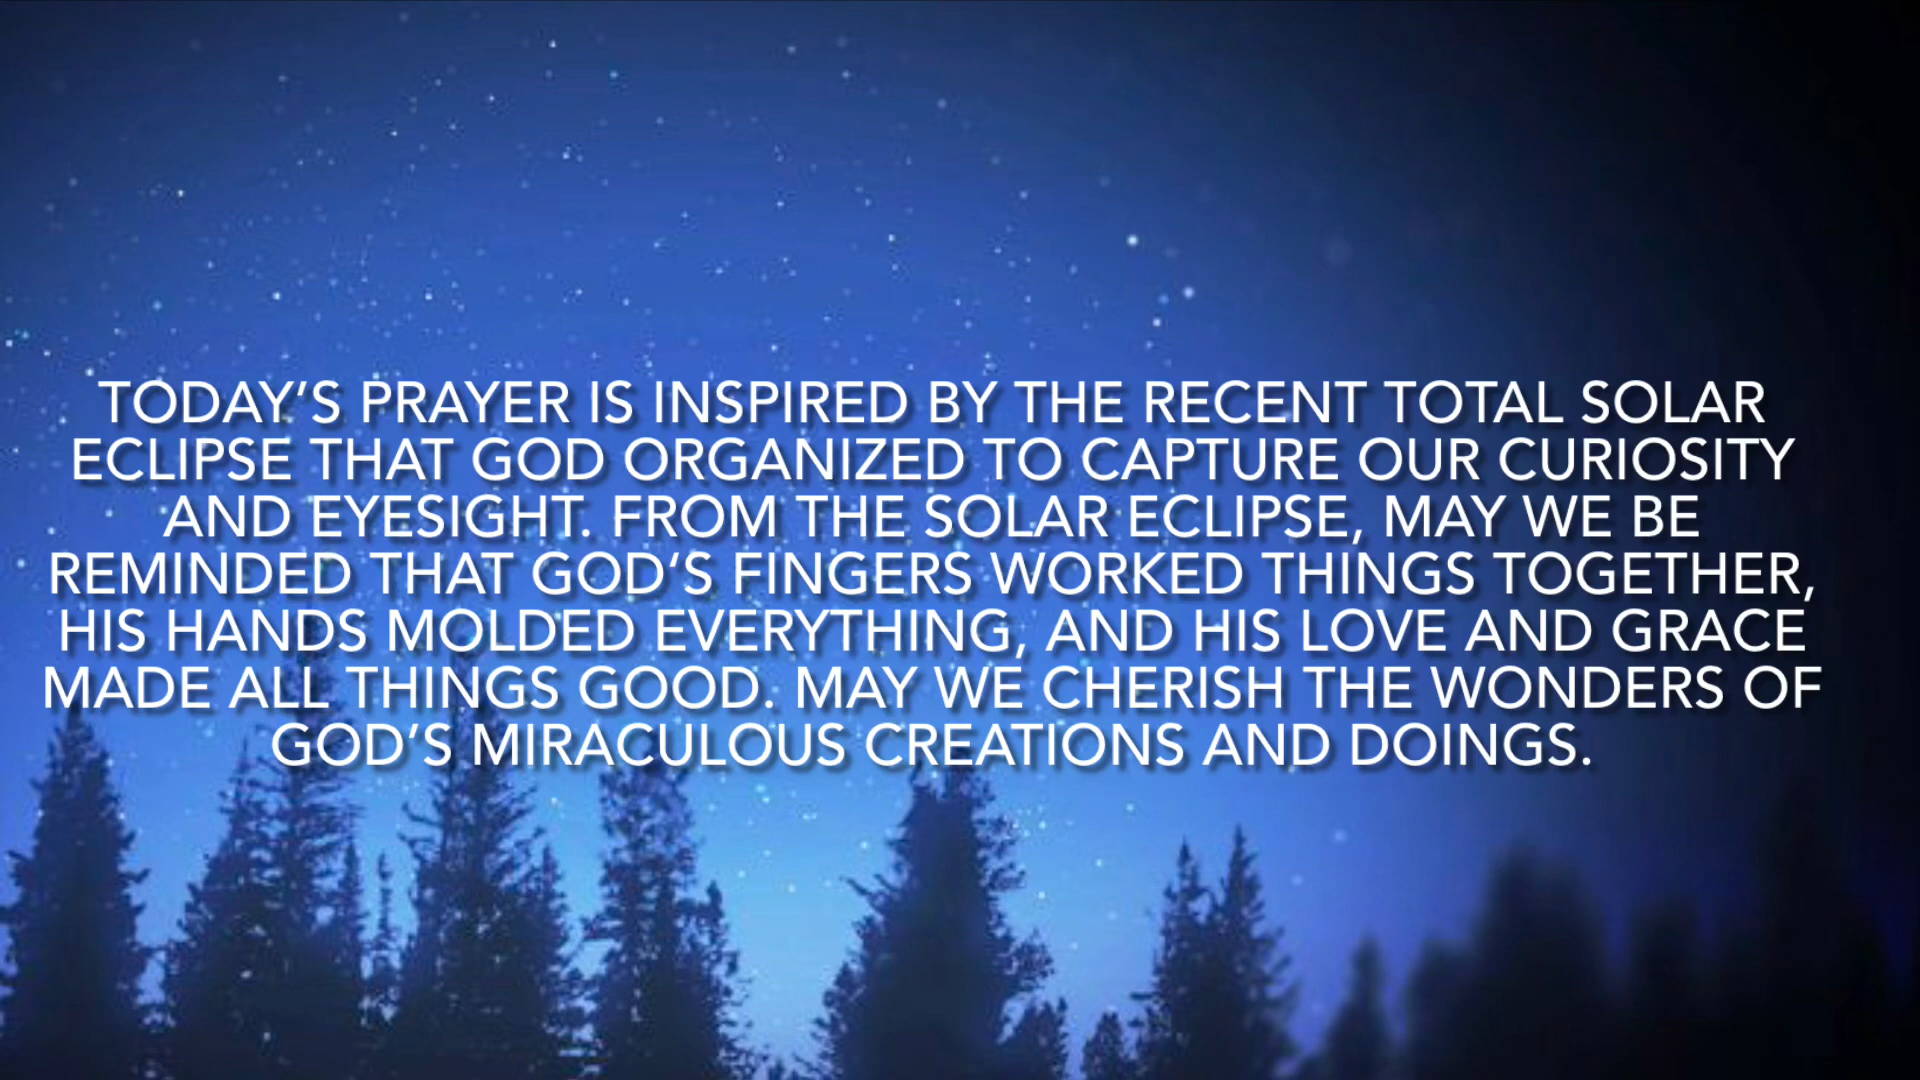 TODAY’S PRAYER IS INSPIRED BY THE RECENT TOTAL SOLAR
ECLIPSE THAT GOD ORGANIZED TO CAPTURE OUR CURIOSITY
AND EYESIGHT. FROM THE SOLAR ECLIPSE, MAY WE BE
REMINDED THAT GOD‘S FINGERS WORKED THINGS TOGETHER,
HIS HANDS MOLDED EVERYTHING, AND HIS LOVE AND GRACE
MADE ALL THINGS GOOD. MAY WE CHERISH THE WONDERS OF
GOD’S MIRACULOUS CREATIONS AND DOINGS.